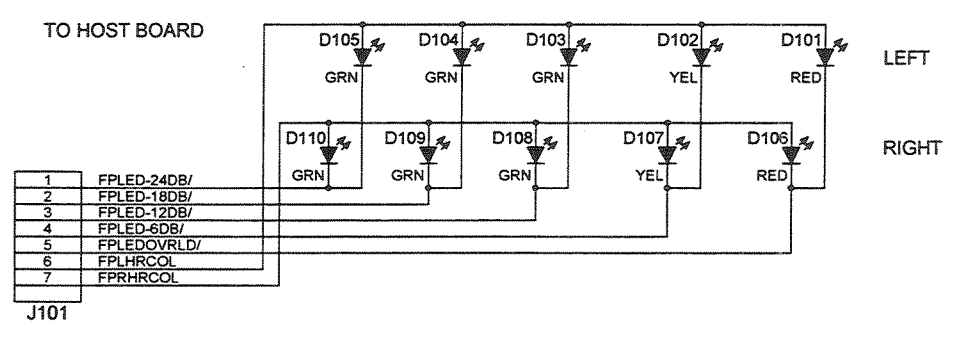 TO HOST BOARD
D105 D104 D103 D102 D101
LEFT
GRN GRN GRN YEL RED
D110 D109 D108 D107 D106
RIGHT
GRN GRN GRN YEL RED
1 FPLED-24DB/
2 FPLED-18DB/
3 FPLED-12DB/
4 FPLED-6DB/
5 FPLEDOVRLD/
6 FPLHRCOL
7 FPRHRCOL
J101